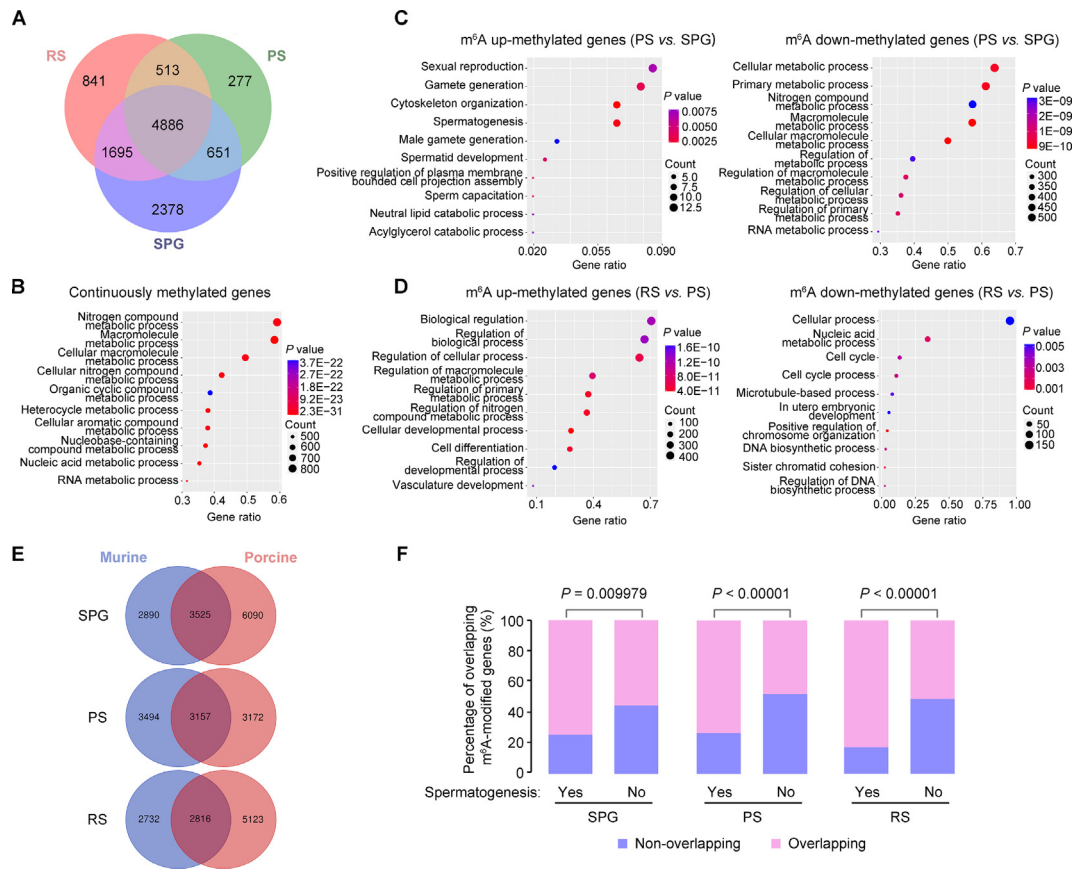 A
RS
PS
841
513
277
4886
1695
651
2378
SPG
B
Continuously methylated genes
Nitrogen compound
metabolic process
Macromolecule
metabolic process
Cellular macromolecule
metabolic process
Cellular nitrogen compound
metabolic process
Organic cyclic compound
metabolic process
Heterocycle metabolic process
Cellular aromatic compound
metabolic process
Nucleobase-containing
compound metabolic process
Nucleic acid metabolic process
RNA metabolic process
0.3 0.4 0.5 0.6
Gene ratio
P value
3.7E-22
2.7E-22
1.8E-22
9.2E-23
2.3E-31
Count
500
600
700
800
C
m⁶A up-methylated genes (PS vs. SPG)
Sexual reproduction
Gamete generation
Cytoskeleton organization
Spermatogenesis
Male gamete generation
Spermatid development
Positive regulation of plasma membrane
bounded cell projection assembly
Sperm capacitation
Neutral lipid catabolic process
Acylglycerol catabolic process
0.020 0.055 0.090
Gene ratio
P value
0.0075
0.0050
0.0025
Count
5.0
7.5
10.0
12.5
m⁶A down-methylated genes (PS vs. SPG)
Cellular metabolic process
Primary metabolic process
Nitrogen compound
metabolic process
Macromolecule
metabolic process
Cellular macromolecule
metabolic process
Regulation of
metabolic process
Regulation of macromolecule
metabolic process
Regulation of cellular
metabolic process
Regulation of primary
metabolic process
RNA metabolic process
0.3 0.4 0.5 0.6 0.7
Gene ratio
P value
3E-09
2E-09
1E-09
9E-10
Count
300
350
400
450
500
D
m⁶A up-methylated genes (RS vs. PS)
Biological regulation
Regulation of
biological process
Regulation of cellular process
Regulation of macromolecule
metabolic process
Regulation of primary
metabolic process
Regulation of nitrogen
compound metabolic process
Cellular developmental process
Cell differentiation
Regulation of
developmental process
Vasculature development
0.1 0.4 0.7
Gene ratio
P value
1.6E-10
1.2E-10
8.0E-11
4.0E-11
Count
100
200
300
400
m⁶A down-methylated genes (RS vs. PS)
Cellular process
Nucleic acid
metabolic process
Cell cycle
Cell cycle process
Microtubule-based process
In utero embryonic
development
Positive regulation of
chromosome organization
DNA biosynthetic process
Sister chromatid cohesion
Regulation of DNA
biosynthetic process
0 0.25 0.50 0.75 1.00
Gene ratio
P value
0.005
0.003
0.001
Count
50
100
150
E
Murine
Porcine
SPG
2890 3525 6090
PS
3494 3157 3172
RS
2732 2816 5123
F
P = 0.009979
P < 0.00001
P < 0.00001
Percentage of overlapping
m⁶A-modified genes (%)
100
80
60
40
20
0
Spermatogenesis: Yes No Yes No Yes No
SPG PS RS
Non-overlapping
Overlapping